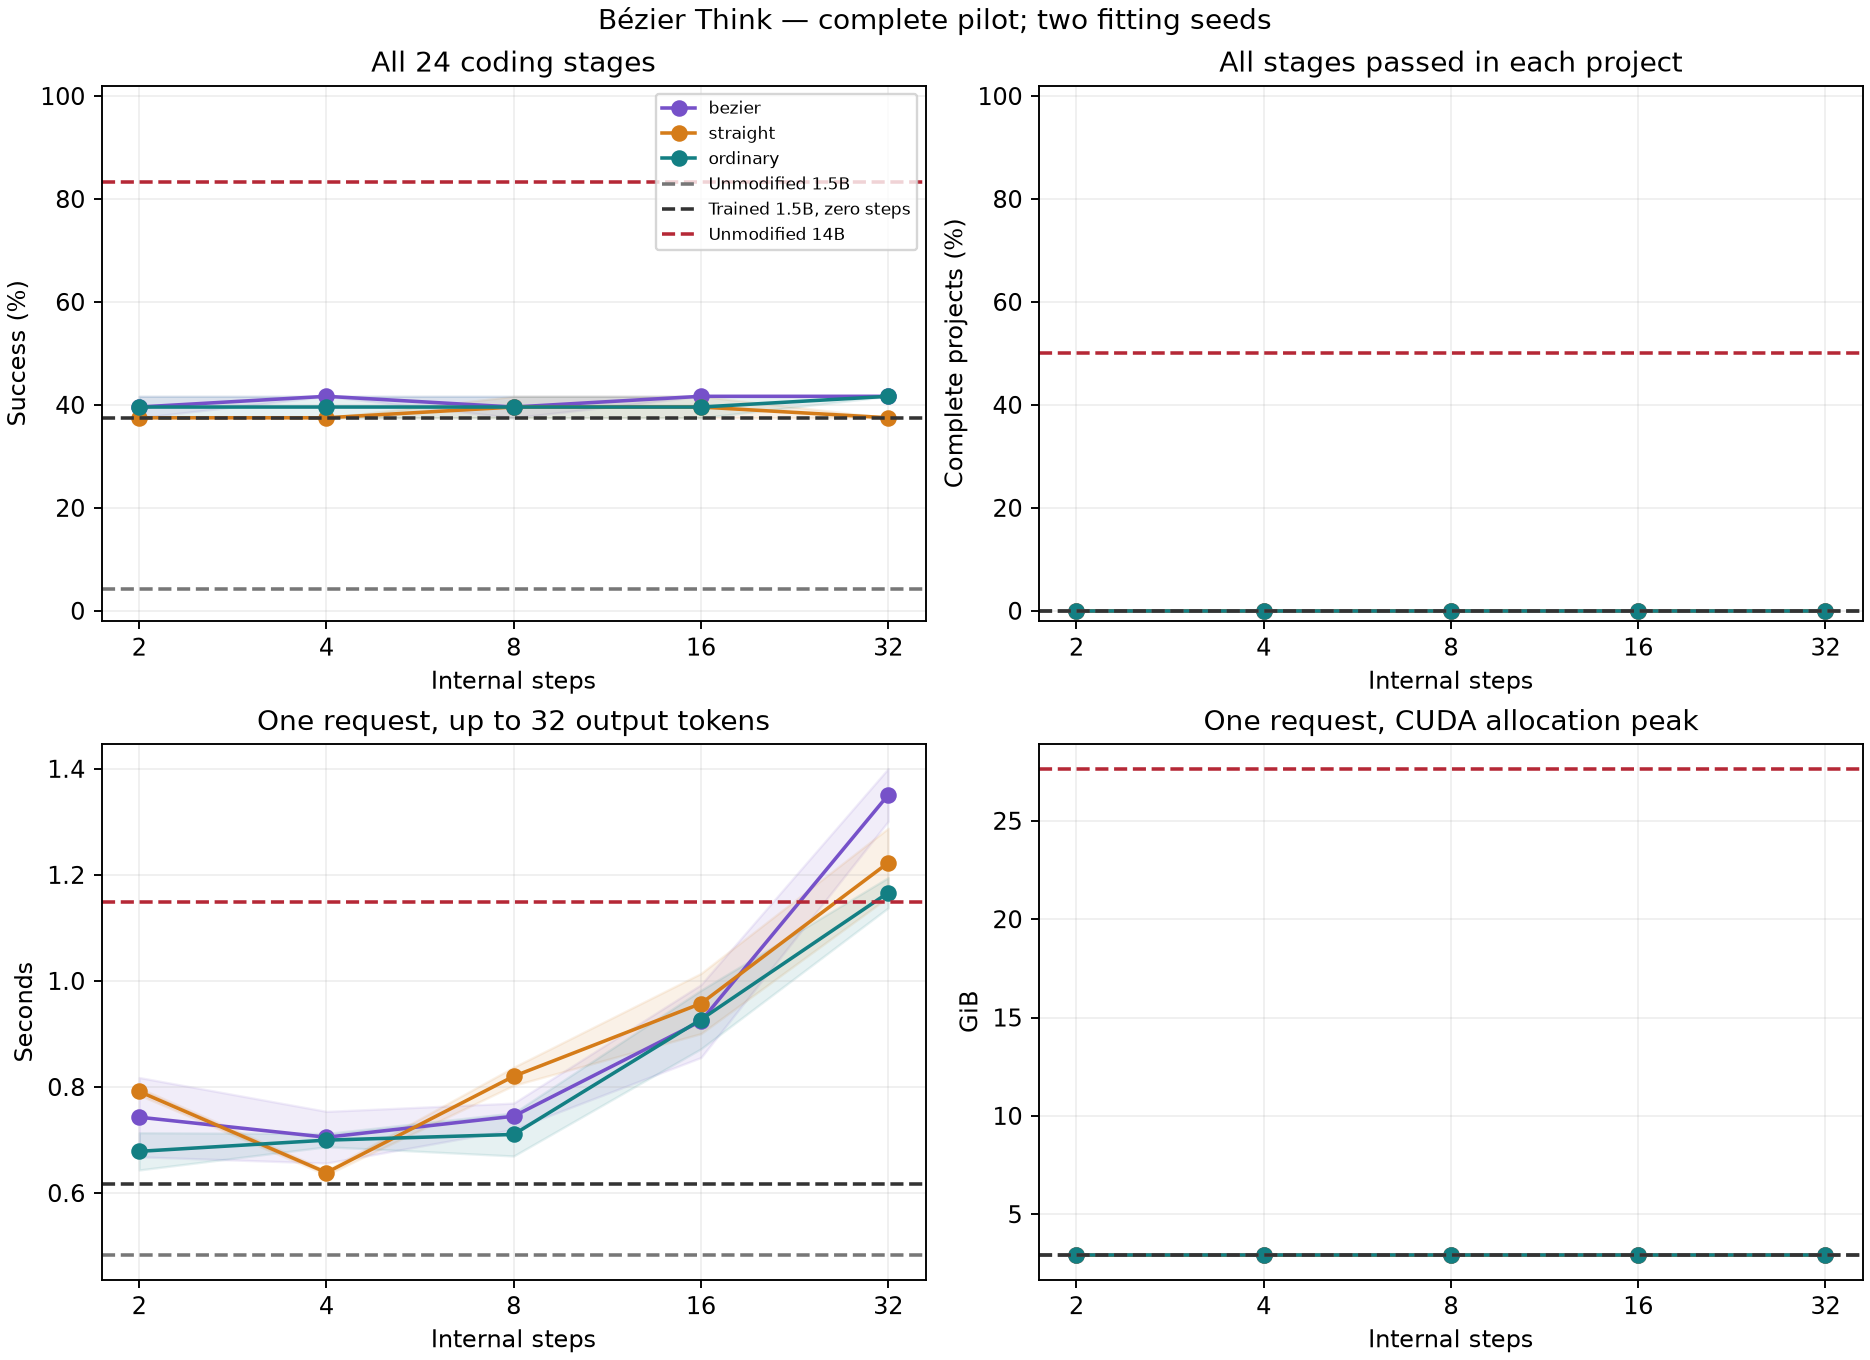 Bézier Think — complete pilot; two fitting seeds
All 24 coding stages
Success (%)
100
80
60
40
20
0
bezier
straight
ordinary
Unmodified 1.5B
Trained 1.5B, zero steps
Unmodified 14B
2 4 8 16 32
Internal steps
All stages passed in each project
Complete projects (%)
100
80
60
40
20
0
2 4 8 16 32
Internal steps
One request, up to 32 output tokens
Seconds
1.4
1.2
1.0
0.8
0.6
2 4 8 16 32
Internal steps
One request, CUDA allocation peak
GiB
25
20
15
10
5
2 4 8 16 32
Internal steps